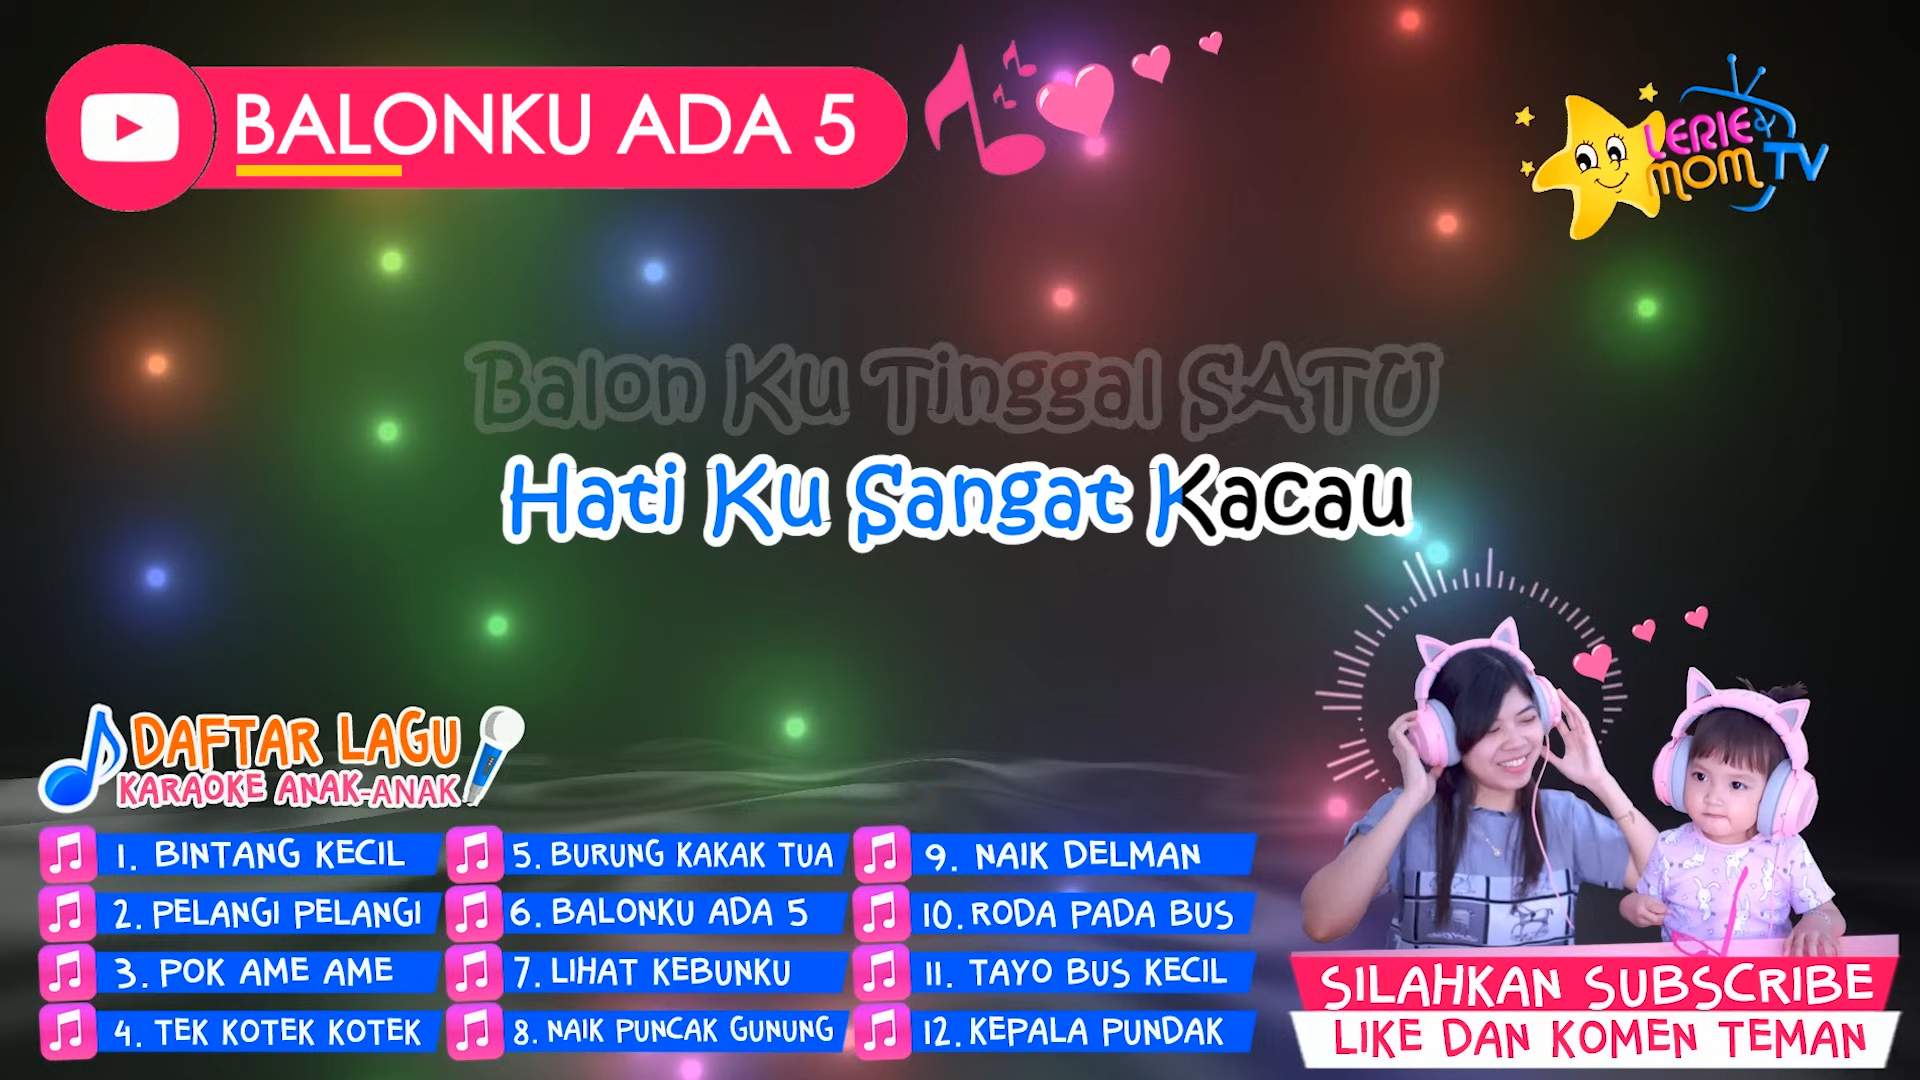 BALONKU ADA 5
LERIE & MOM TV
Balon Ku Tinggal SATU
Hati Ku Sangat Kacau
DAFTAR LAGU
KARAOKE ANAK-ANAK
1. BINTANG KECIL
2. PELANGI PELANGI
3. POK AME AME
4. TEK KOTEK KOTEK
5. BURUNG KAKAK TUA
6. BALONKU ADA 5
7. LIHAT KEBUNKU
8. NAIK PUNCAK GUNUNG
9. NAIK DELMAN
10. RODA PADA BUS
11. TAYO BUS KECIL
12. KEPALA PUNDAK
SILAHKAN SUBSCRIBE
LIKE DAN KOMEN TEMAN